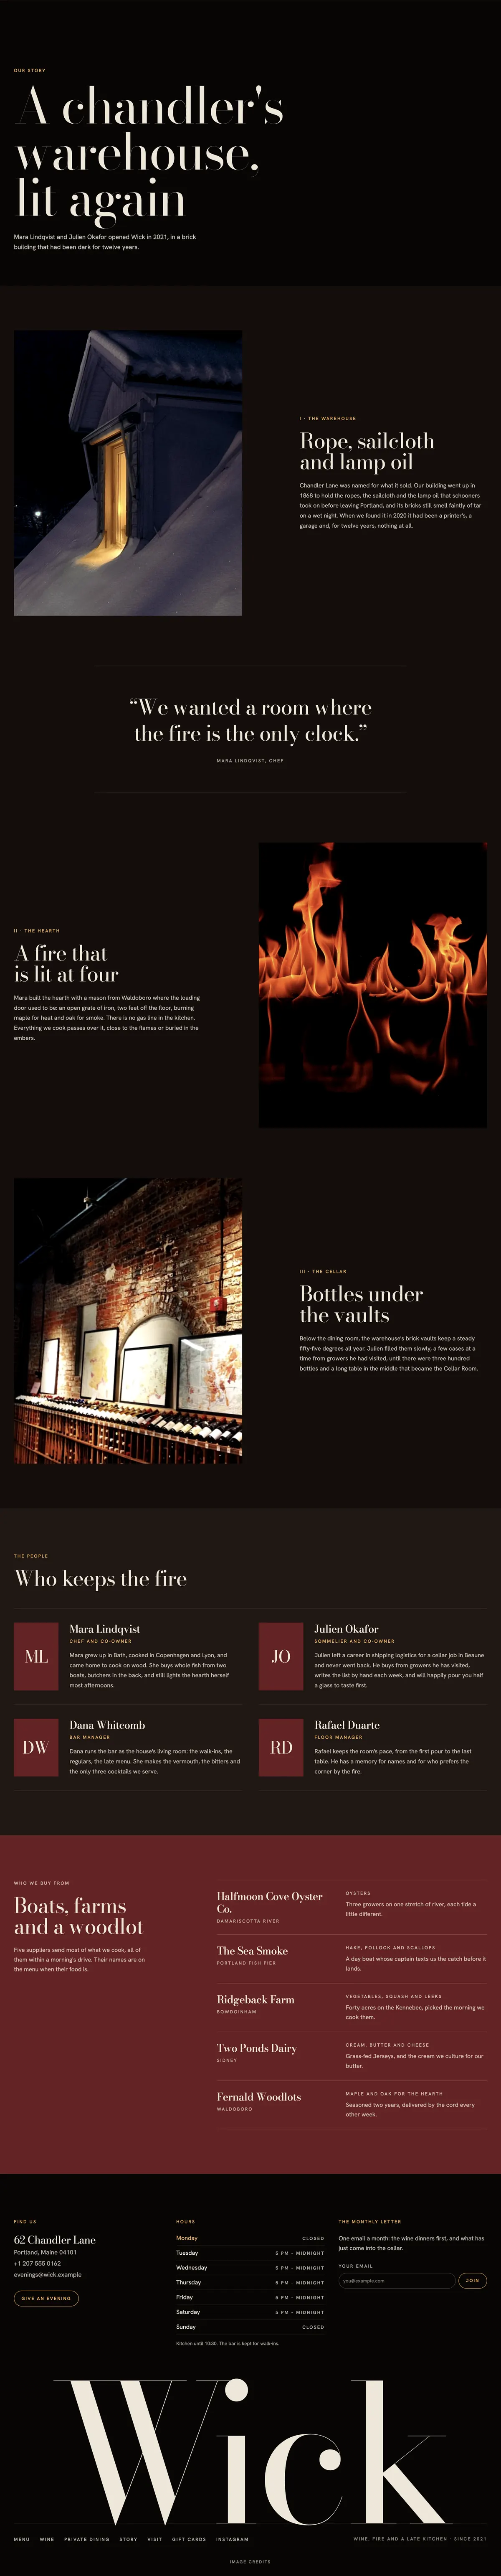 OUR STORY
A chandler's
warehouse,
lit again
Mara Lindqvist and Julien Okafor opened Wick in 2021, in a brick
building that had been dark for twelve years.
I · THE WAREHOUSE
Rope, sailcloth
and lamp oil
Chandler Lane was named for what it sold. Our building went up in
1868 to hold the ropes, the sailcloth and the lamp oil that schooners
took on before leaving Portland, and its bricks still smell faintly of tar
on a wet night. When we found it in 2020 it had been a printer's, a
garage and, for twelve years, nothing at all.
“We wanted a room where
the fire is the only clock.”
MARA LINDQVIST, CHEF
II · THE HEARTH
A fire that
is lit at four
Mara built the hearth with a mason from Waldoboro where the loading
door used to be: an open grate of iron, two feet off the floor, burning
maple for heat and oak for smoke. There is no gas line in the kitchen.
Everything we cook passes over it, close to the flames or buried in the
embers.
III · THE CELLAR
Bottles under
the vaults
Below the dining room, the warehouse's brick vaults keep a steady
fifty-five degrees all year. Julien filled them slowly, a few cases at a
time from growers he had visited, until there were three hundred
bottles and a long table in the middle that became the Cellar Room.
THE PEOPLE
Who keeps the fire
ML
Mara Lindqvist
CHEF AND CO-OWNER
Mara grew up in Bath, cooked in Copenhagen and Lyon, and
came home to cook on wood. She buys whole fish from two
boats, butchers in the back, and still lights the hearth herself
most afternoons.
JO
Julien Okafor
SOMMELIER AND CO-OWNER
Julien left a career in shipping logistics for a cellar job in Beaune
and never went back. He buys from growers he has visited,
writes the list by hand each week, and will happily pour you half
a glass to taste first.
DW
Dana Whitcomb
BAR MANAGER
Dana runs the bar as the house's living room: the walk-ins, the
regulars, the late menu. She makes the vermouth, the bitters and
the only three cocktails we serve.
RD
Rafael Duarte
FLOOR MANAGER
Rafael keeps the room's pace, from the first pour to the last
table. He has a memory for names and for who prefers the
corner by the fire.
WHO WE BUY FROM
Boats, farms
and a woodlot
Five suppliers send most of what we cook, all of
them within a morning's drive. Their names are on
the menu when their food is.
Halfmoon Cove Oyster
Co.
DAMARISCOTTA RIVER
OYSTERS
Three growers on one stretch of river, each tide a
little different.
The Sea Smoke
PORTLAND FISH PIER
HAKE, POLLOCK AND SCALLOPS
A day boat whose captain texts us the catch before it
lands.
Ridgeback Farm
BOWDOINHAM
VEGETABLES, SQUASH AND LEEKS
Forty acres on the Kennebec, picked the morning we
cook them.
Two Ponds Dairy
SIDNEY
CREAM, BUTTER AND CHEESE
Grass-fed Jerseys, and the cream we culture for our
butter.
Fernald Woodlots
WALDOBORO
MAPLE AND OAK FOR THE HEARTH
Seasoned two years, delivered by the cord every
other week.
FIND US
62 Chandler Lane
Portland, Maine 04101
+1 207 555 0162
evenings@wick.example
GIVE AN EVENING
HOURS
Monday CLOSED
Tuesday 5 PM – MIDNIGHT
Wednesday 5 PM – MIDNIGHT
Thursday 5 PM – MIDNIGHT
Friday 5 PM – MIDNIGHT
Saturday 5 PM – MIDNIGHT
Sunday CLOSED
Kitchen until 10:30. The bar is kept for walk-ins.
THE MONTHLY LETTER
One email a month: the wine dinners first, and what has
just come into the cellar.
YOUR EMAIL
you@example.com
JOIN
Wick
MENU WINE PRIVATE DINING STORY VISIT GIFT CARDS INSTAGRAM
WINE, FIRE AND A LATE KITCHEN · SINCE 2021
IMAGE CREDITS